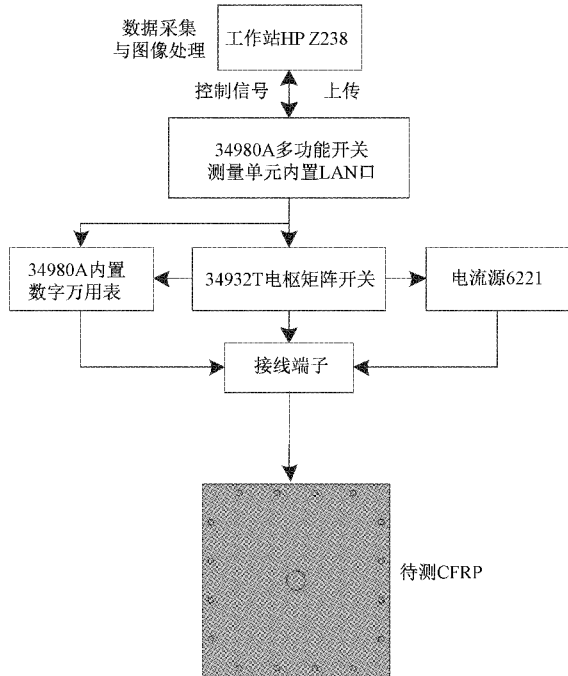 数据采集
与图像处理
工作站HP Z238
控制信号
上传
34980A多功能开关
测量单元内置LAN口
34980A内置
数字万用表
34932T电枢矩阵开关
电流源6221
接线端子
待测CFRP